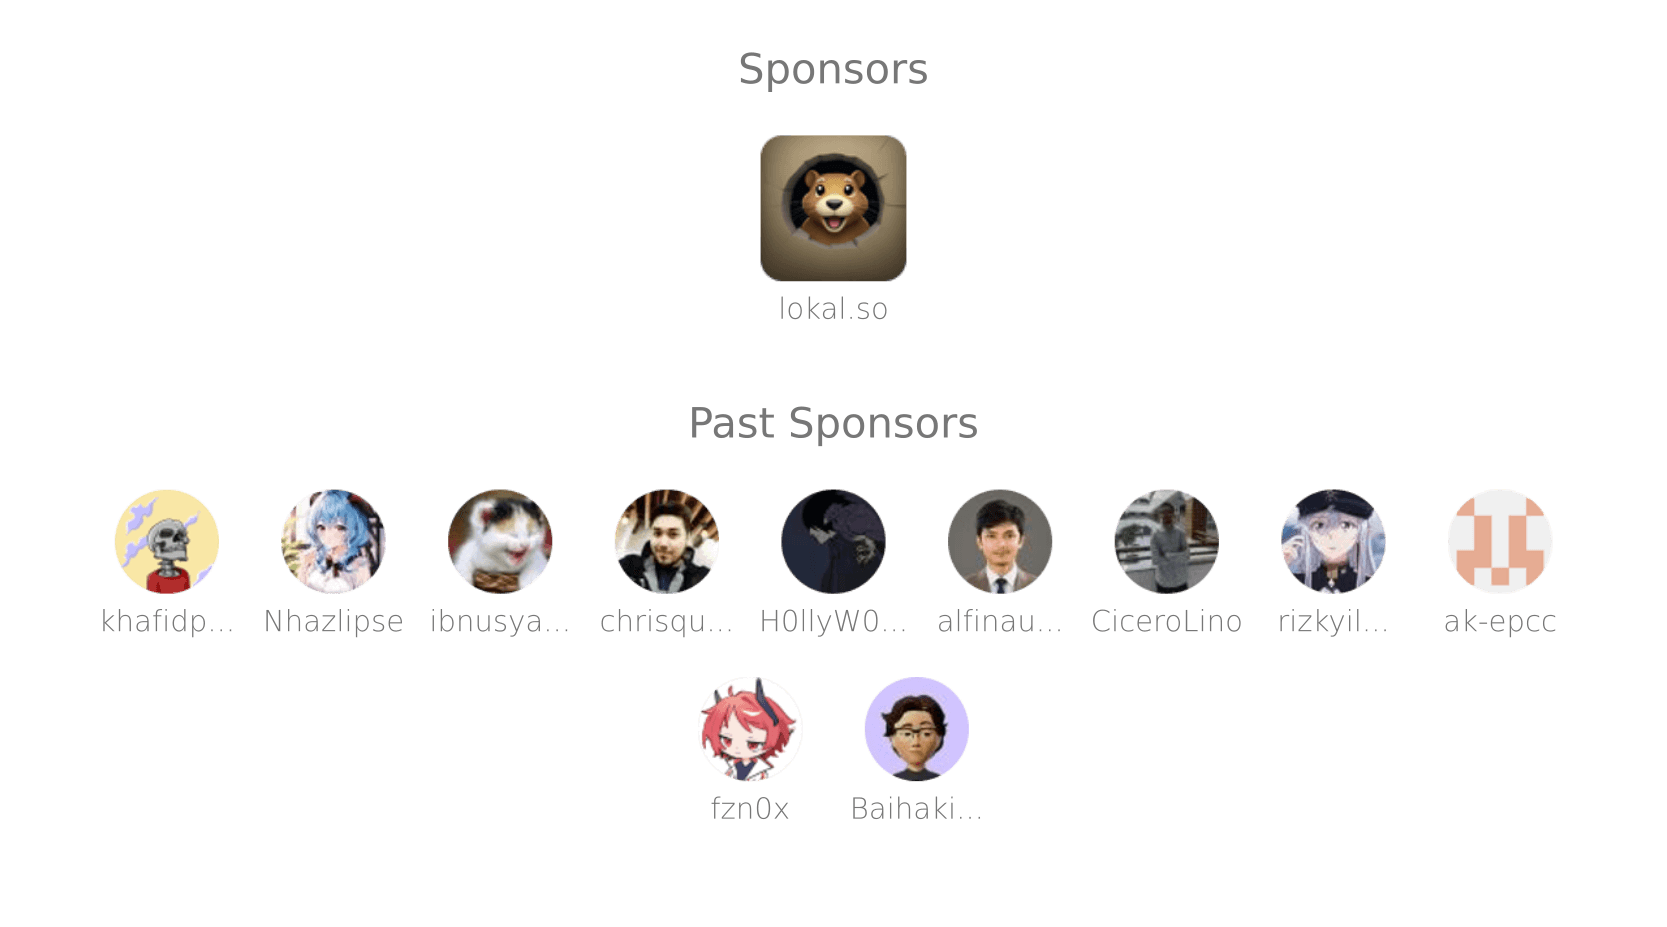 Sponsors
lokal.so
Past Sponsors
khafidp... Nhazlipse ibnusya... chrisqu... H0llyW0... alfinau... CiceroLino rizkyil... ak-epcc
fzn0x Baihaki...